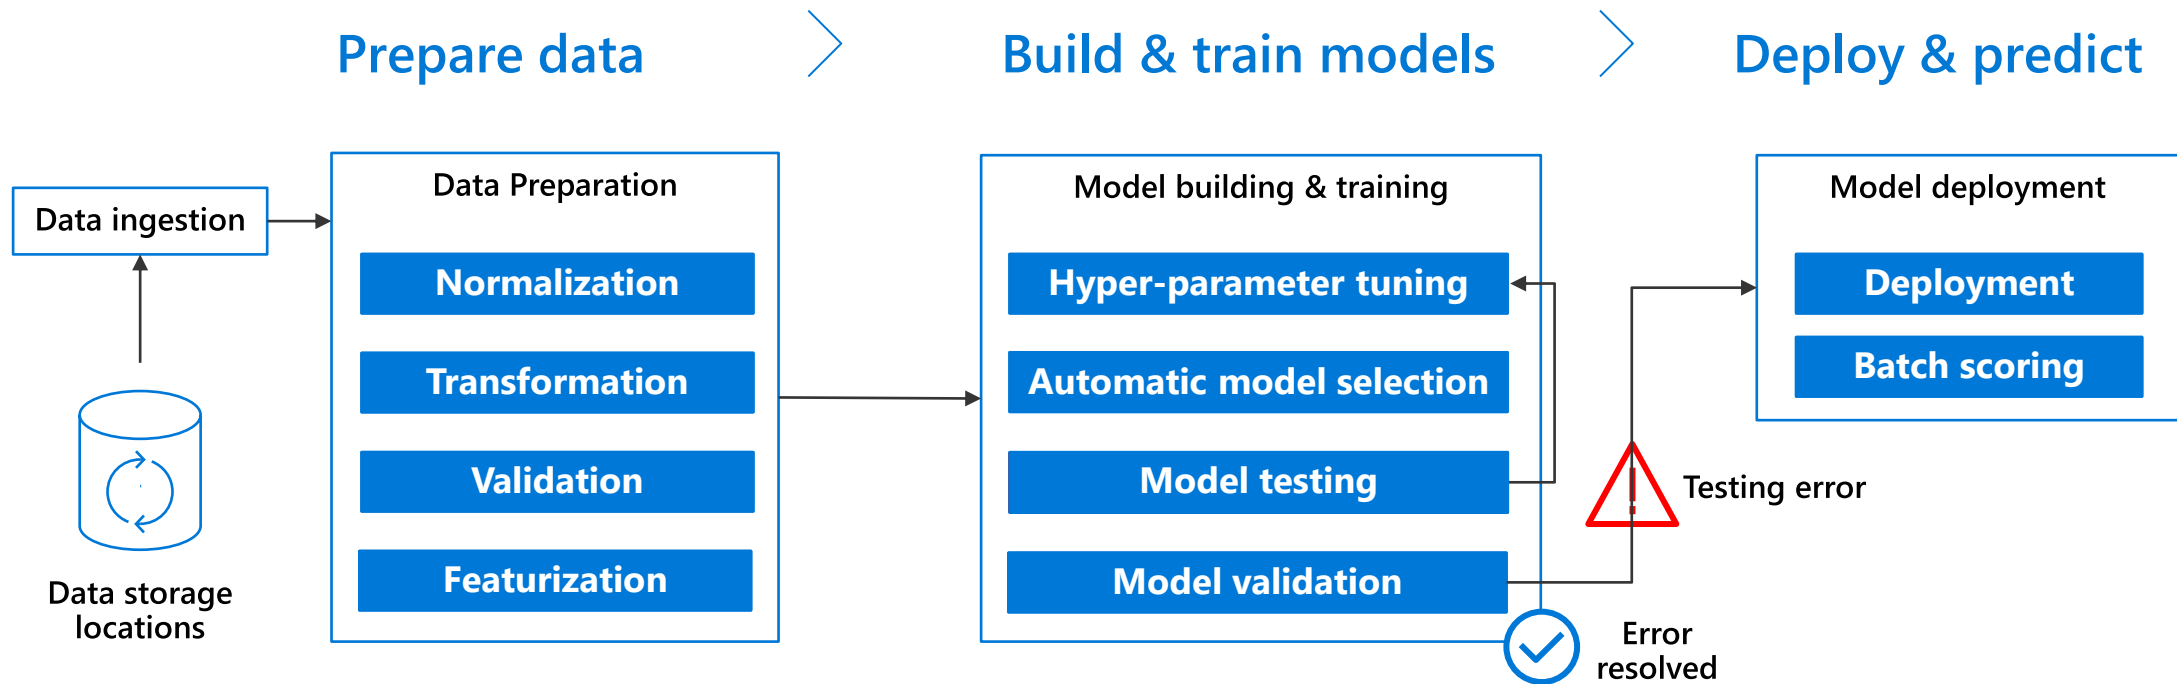 Prepare data
Build & train models
Deploy & predict
Data ingestion
Data storage
locations
Data Preparation
Normalization
Transformation
Validation
Featurization
Model building & training
Hyper-parameter tuning
Automatic model selection
Model testing
Model validation
Testing error
Error
resolved
Model deployment
Deployment
Batch scoring